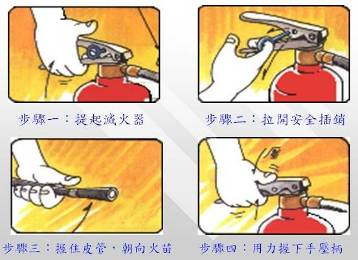 步驟一：提起滅火器
步驟二：拉開安全插銷
步驟三：握住皮管，朝向火苗
步驟四：用力握下手壓柄